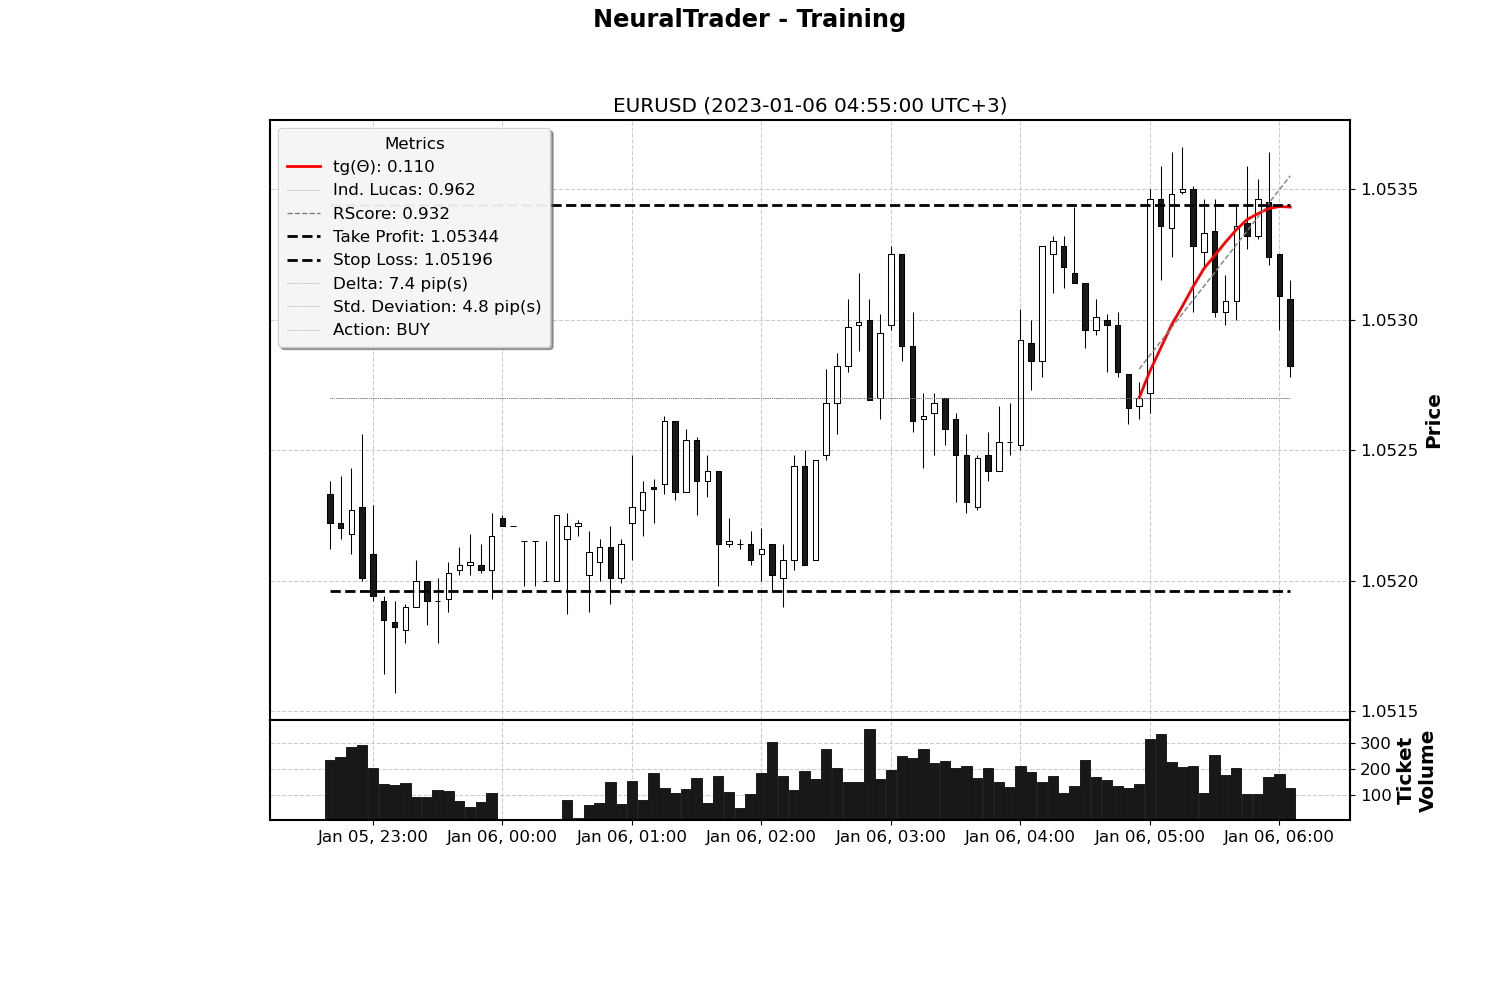 NeuralTrader - Training
EURUSD (2023-01-06 04:55:00 UTC+3)
Metrics
tg(Θ): 0.110
Ind. Lucas: 0.962
RScore: 0.932
Take Profit: 1.05344
Stop Loss: 1.05196
Delta: 7.4 pip(s)
Std. Deviation: 4.8 pip(s)
Action: BUY
1.0535
1.0530
1.0525
1.0520
1.0515
Price
300
200
100
Ticket
Volume
Jan 05, 23:00
Jan 06, 00:00
Jan 06, 01:00
Jan 06, 02:00
Jan 06, 03:00
Jan 06, 04:00
Jan 06, 05:00
Jan 06, 06:00